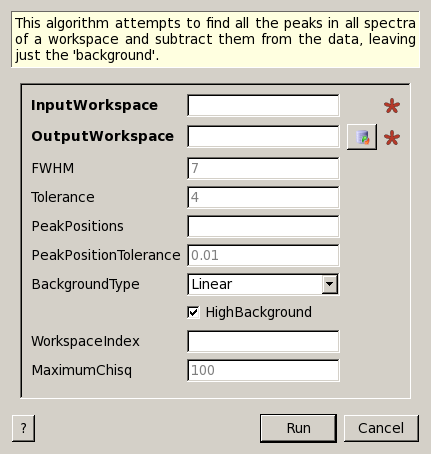 This algorithm attempts to find all the peaks in all spectra
of a workspace and subtract them from the data, leaving
just the 'background'.
InputWorkspace *
OutputWorkspace *
FWHM 7
Tolerance 4
PeakPositions
PeakPositionTolerance 0.01
BackgroundType Linear
HighBackground
WorkspaceIndex
MaximumChisq 100
? Run Cancel